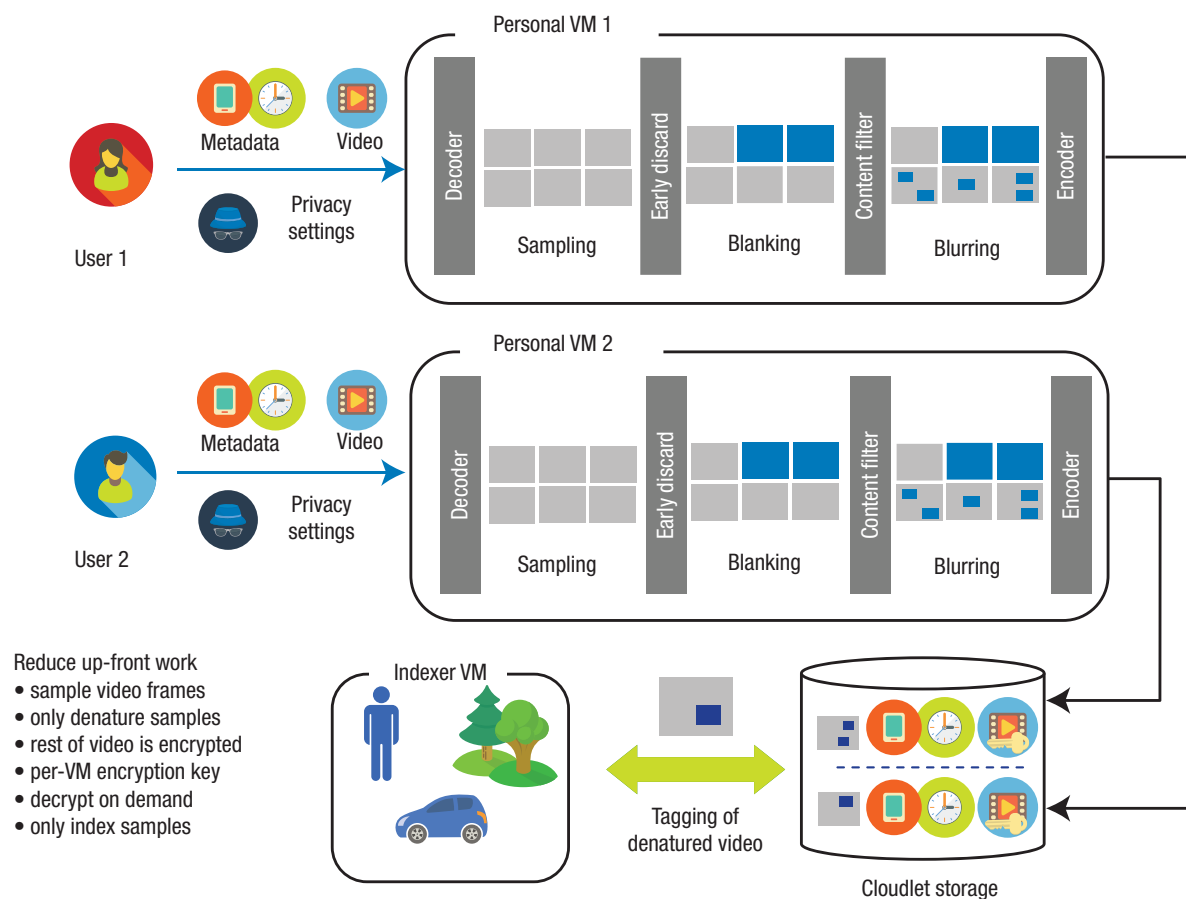 Personal VM 1
Metadata
Video
Privacy
settings
User 1
Decoder
Sampling
Early discard
Blanking
Content filter
Blurring
Encoder
Personal VM 2
Metadata
Video
Privacy
settings
User 2
Decoder
Sampling
Early discard
Blanking
Content filter
Blurring
Encoder
Reduce up-front work
• sample video frames
• only denature samples
• rest of video is encrypted
• per-VM encryption key
• decrypt on demand
• only index samples
Indexer VM
Tagging of
denatured video
Cloudlet storage